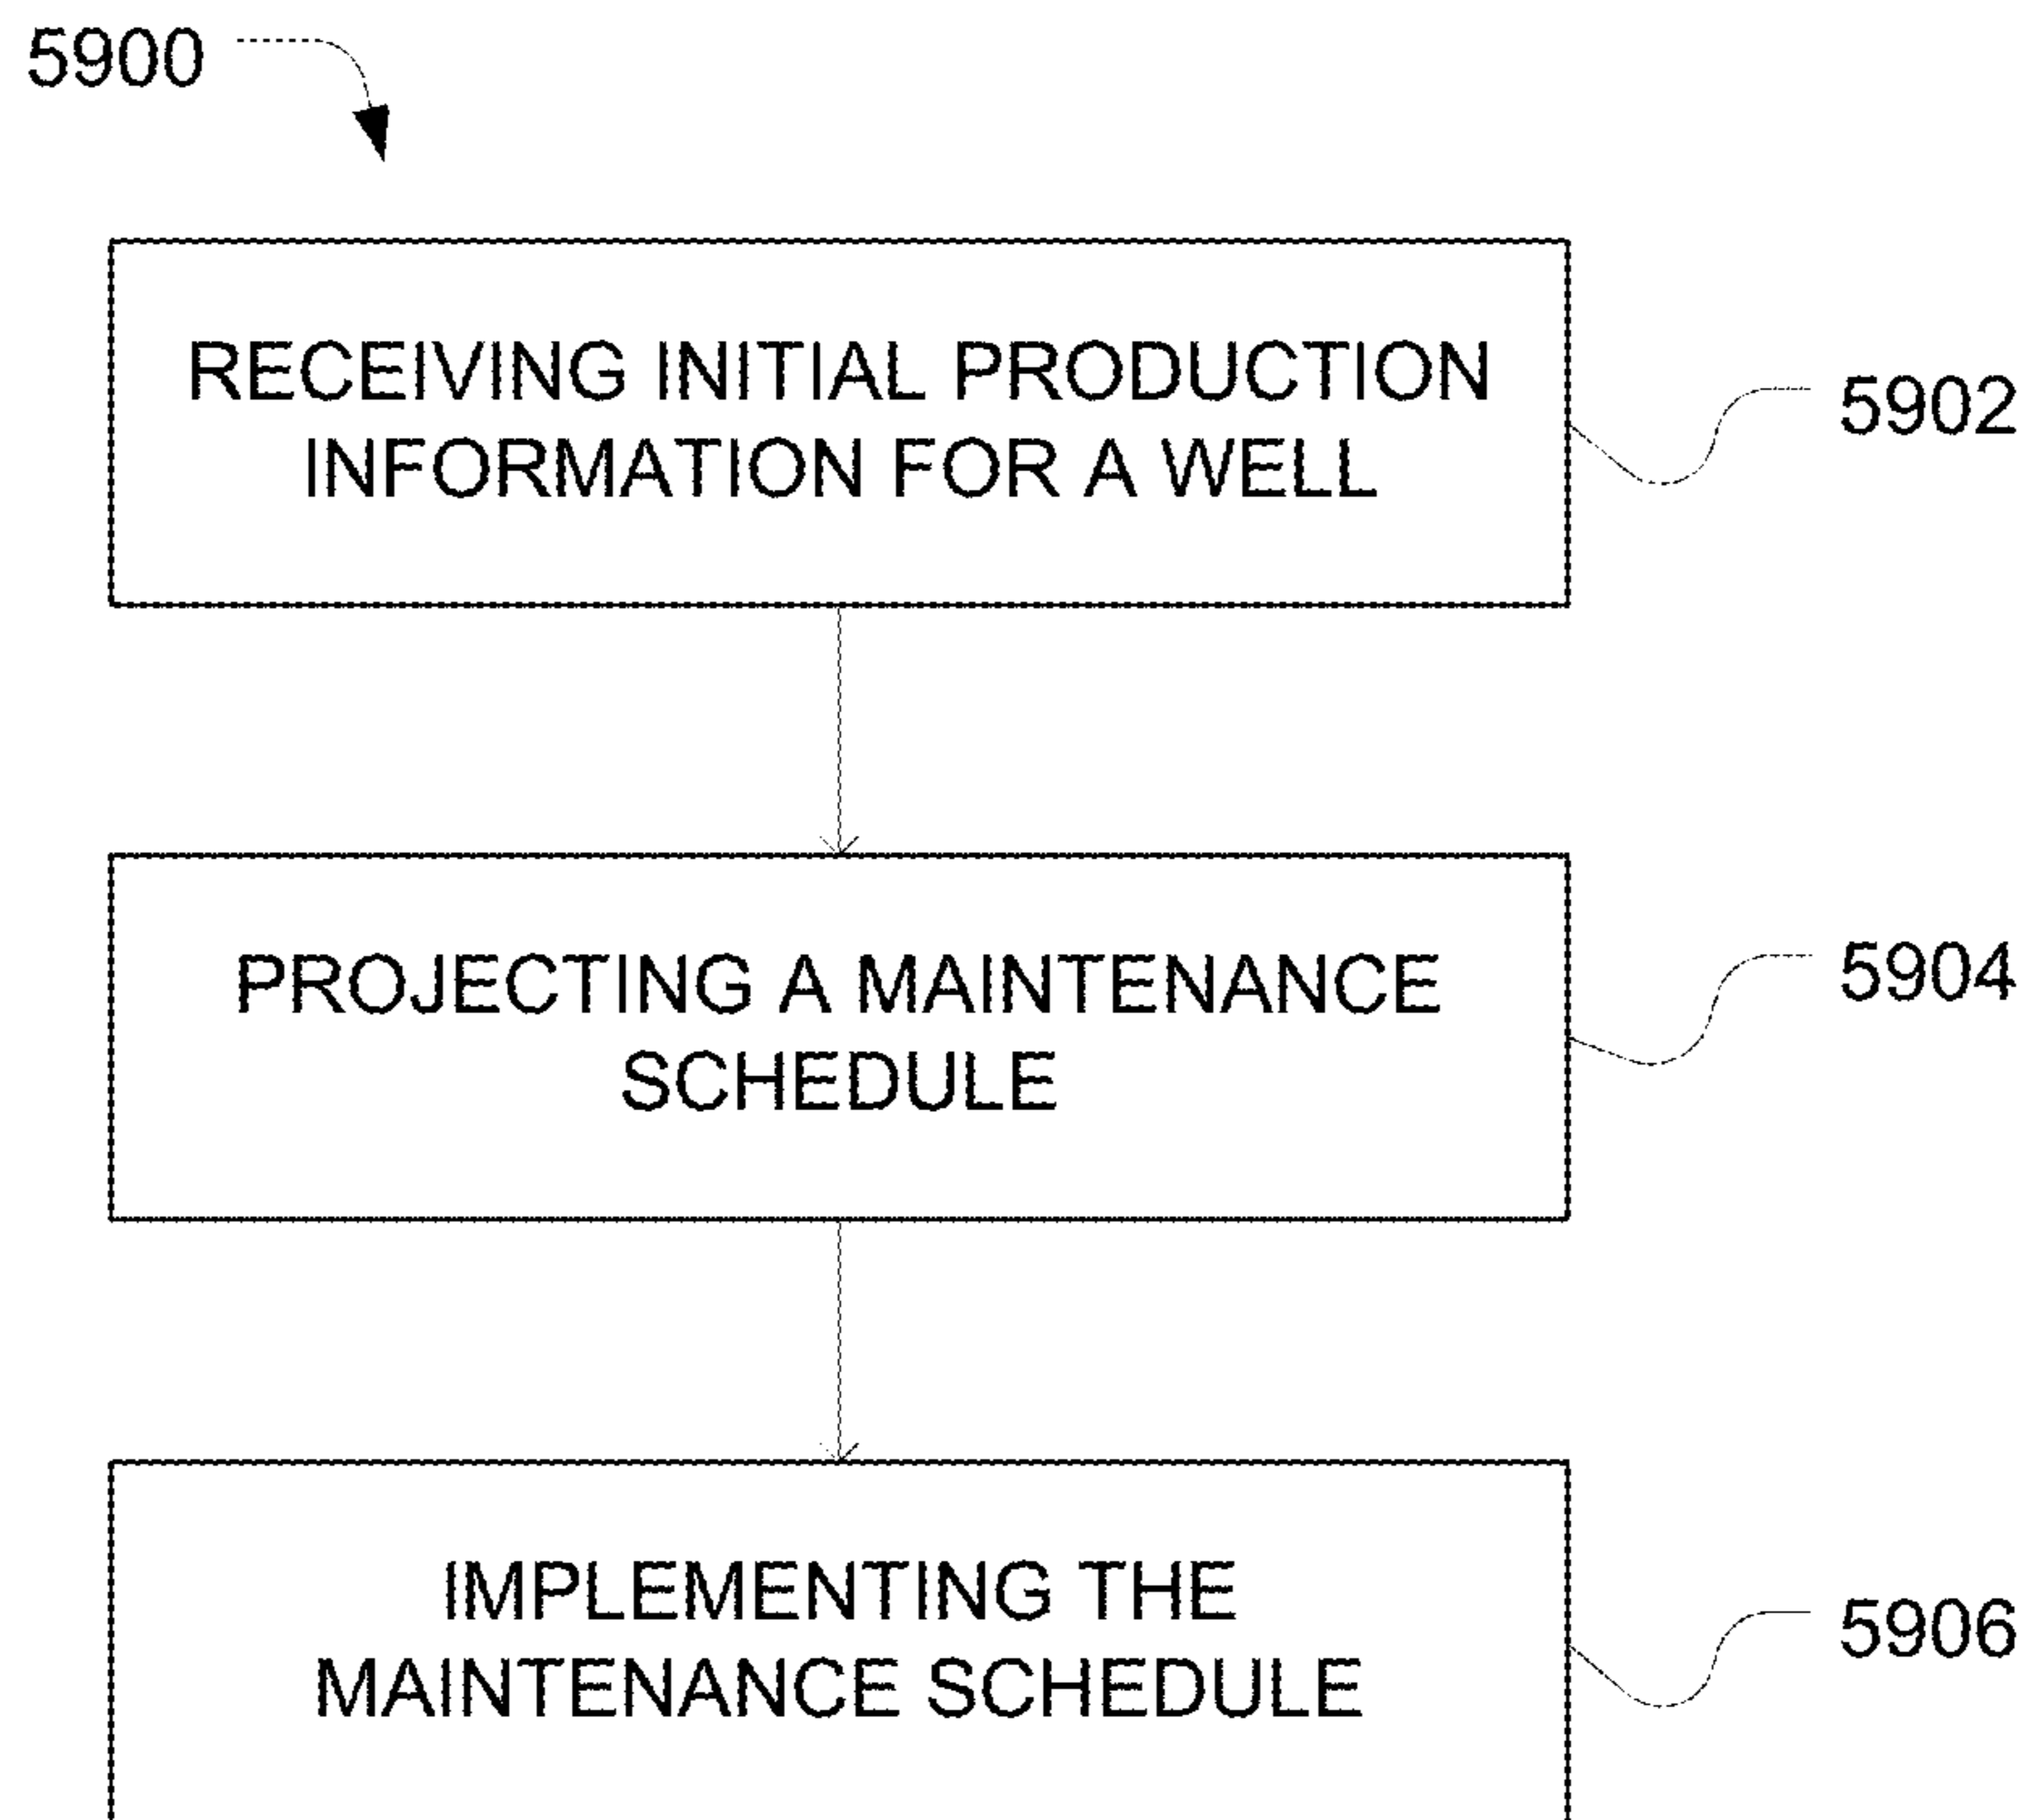 5900
RECEIVING INITIAL PRODUCTION
INFORMATION FOR A WELL
5902
PROJECTING A MAINTENANCE
SCHEDULE
5904
IMPLEMENTING THE
MAINTENANCE SCHEDULE
5906